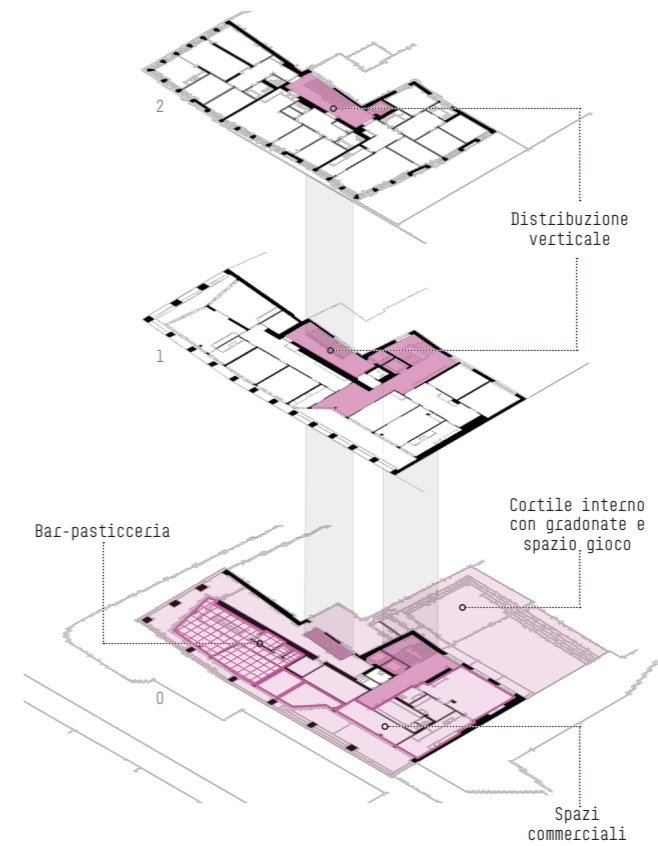 2
Distribuzione
verticale
1
Cortile interno
con gradonate e
spazio gioco
Bar-pasticceria
0
Spazi
commerciali